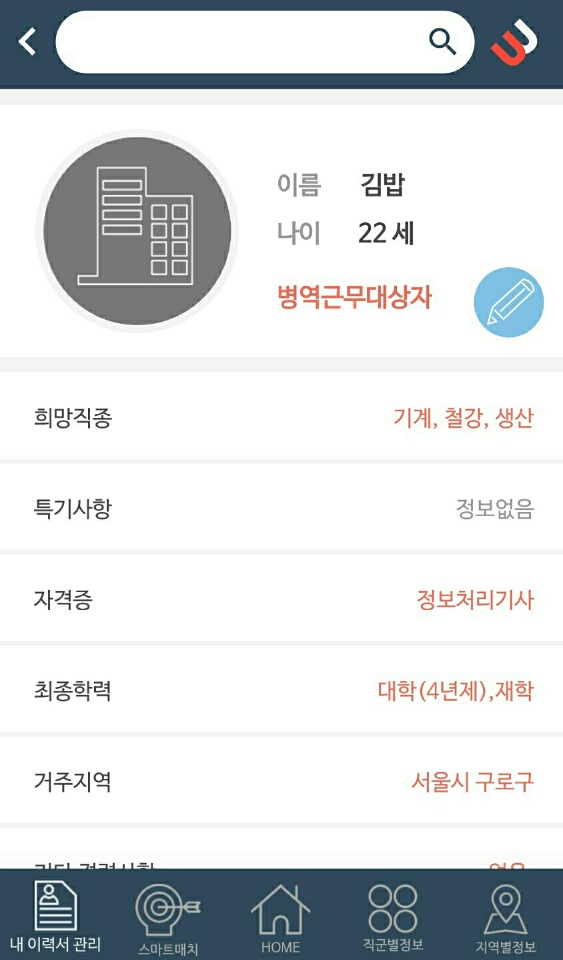 이름 김밥
나이 22 세
병역근무대상자
희망직종 기계, 철강, 생산
특기사항 정보없음
자격증 정보처리기사
최종학력 대학(4년제),재학
거주지역 서울시 구로구
내 이력서 관리 스마트매치 HOME 직군별정보 지역별정보